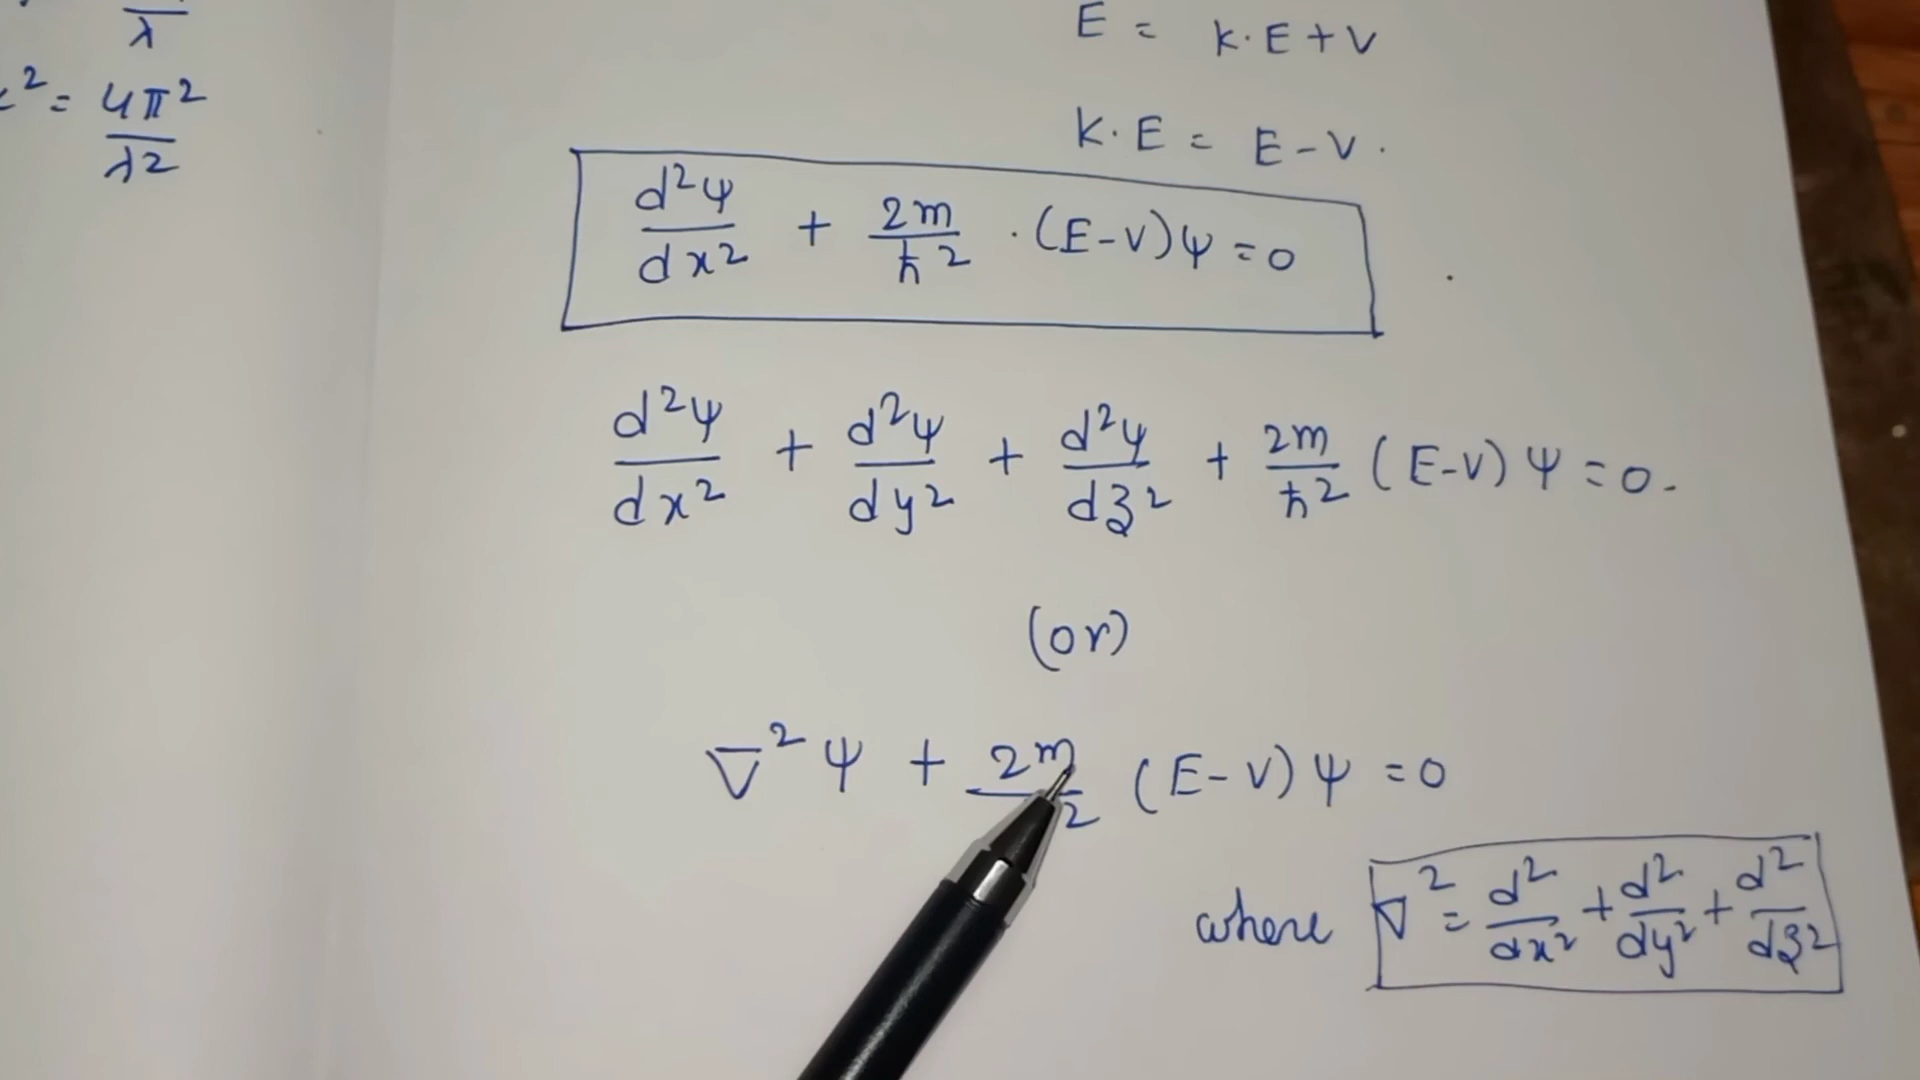 λ
² = 4π² / λ²
E = K.E + V
K.E = E - V.
d²ψ/dx² + 2m/ħ² . (E-V)ψ = 0
d²ψ/dx² + d²ψ/dy² + d²ψ/dz² + 2m/ħ² (E-V)ψ = 0.
(or)
∇²ψ + 2m/ ² (E-V)ψ = 0
where ∇² = d²/dx² + d²/dy² + d²/dz²